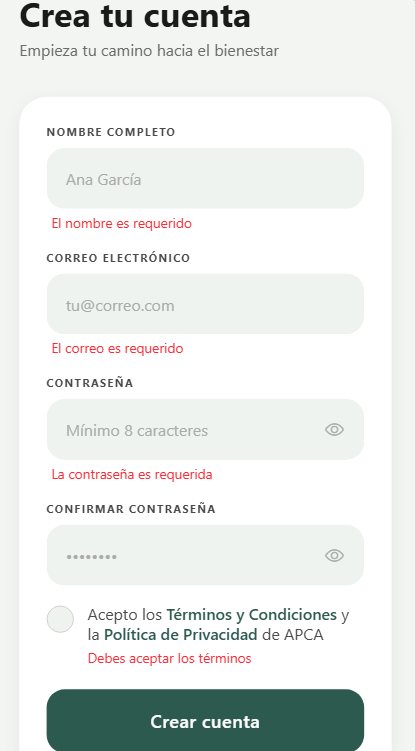 Crea tu cuenta
Empieza tu camino hacia el bienestar
NOMBRE COMPLETO
Ana García
El nombre es requerido
CORREO ELECTRÓNICO
tu@correo.com
El correo es requerido
CONTRASEÑA
Mínimo 8 caracteres
La contraseña es requerida
CONFIRMAR CONTRASEÑA
••••••••
Acepto los Términos y Condiciones y
la Política de Privacidad de APCA
Debes aceptar los términos
Crear cuenta